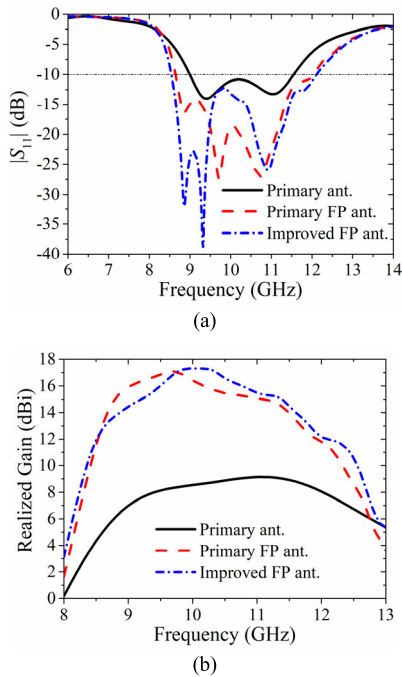 0
-5
-10
-15
-20
-25
-30
-35
-40
|S11| (dB)
Primary ant.
Primary FP ant.
Improved FP ant.
6 7 8 9 10 11 12 13 14
Frequency (GHz)
(a)
18
16
14
12
10
8
6
4
2
0
Realized Gain (dBi)
Primary ant.
Primary FP ant.
Improved FP ant.
8 9 10 11 12 13
Frequency (GHz)
(b)